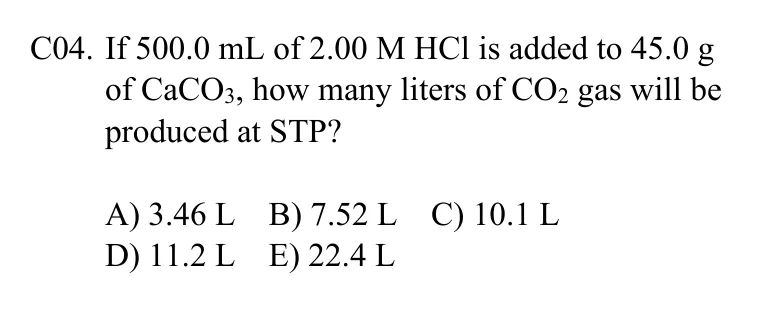 C04. If 500.0 mL of 2.00 M HCl is added to 45.0 g
of CaCO₃, how many liters of CO₂ gas will be
produced at STP?
A) 3.46 L B) 7.52 L C) 10.1 L
D) 11.2 L E) 22.4 L